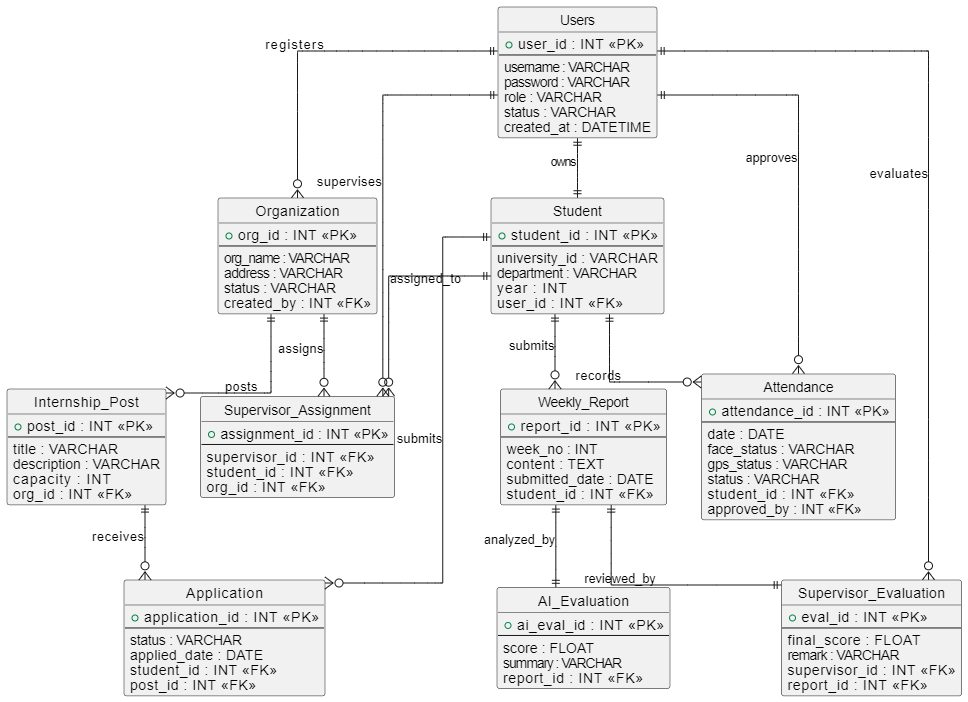 Users
user_id : INT «PK»
username : VARCHAR
password : VARCHAR
role : VARCHAR
status : VARCHAR
created_at : DATETIME
registers
supervises
owns
approves
evaluates
Organization
org_id : INT «PK»
org_name : VARCHAR
address : VARCHAR
status : VARCHAR
created_by : INT «FK»
Student
student_id : INT «PK»
university_id : VARCHAR
department : VARCHAR
year : INT
user_id : INT «FK»
assigned_to
assigns
posts
submits
records
submits
Internship_Post
post_id : INT «PK»
title : VARCHAR
description : VARCHAR
capacity : INT
org_id : INT «FK»
Supervisor_Assignment
assignment_id : INT «PK»
supervisor_id : INT «FK»
student_id : INT «FK»
org_id : INT «FK»
Weekly_Report
report_id : INT «PK»
week_no : INT
content : TEXT
submitted_date : DATE
student_id : INT «FK»
Attendance
attendance_id : INT «PK»
date : DATE
face_status : VARCHAR
gps_status : VARCHAR
status : VARCHAR
student_id : INT «FK»
approved_by : INT «FK»
receives
analyzed_by
reviewed_by
Application
application_id : INT «PK»
status : VARCHAR
applied_date : DATE
student_id : INT «FK»
post_id : INT «FK»
AI_Evaluation
ai_eval_id : INT «PK»
score : FLOAT
summary : VARCHAR
report_id : INT «FK»
Supervisor_Evaluation
eval_id : INT «PK»
final_score : FLOAT
remark : VARCHAR
supervisor_id : INT «FK»
report_id : INT «FK»